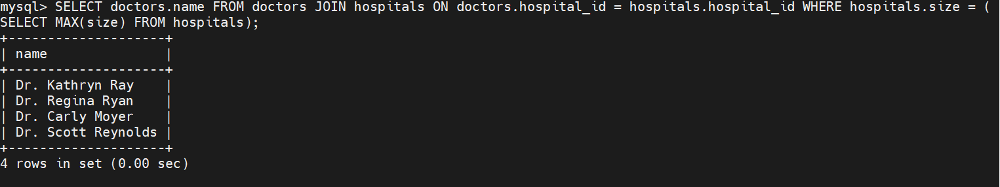 mysql> SELECT doctors.name FROM doctors JOIN hospitals ON doctors.hospital_id = hospitals.hospital_id WHERE hospitals.size = (
SELECT MAX(size) FROM hospitals);
+--------------------+
| name               |
+--------------------+
| Dr. Kathryn Ray    |
| Dr. Regina Ryan    |
| Dr. Carly Moyer    |
| Dr. Scott Reynolds |
+--------------------+
4 rows in set (0.00 sec)